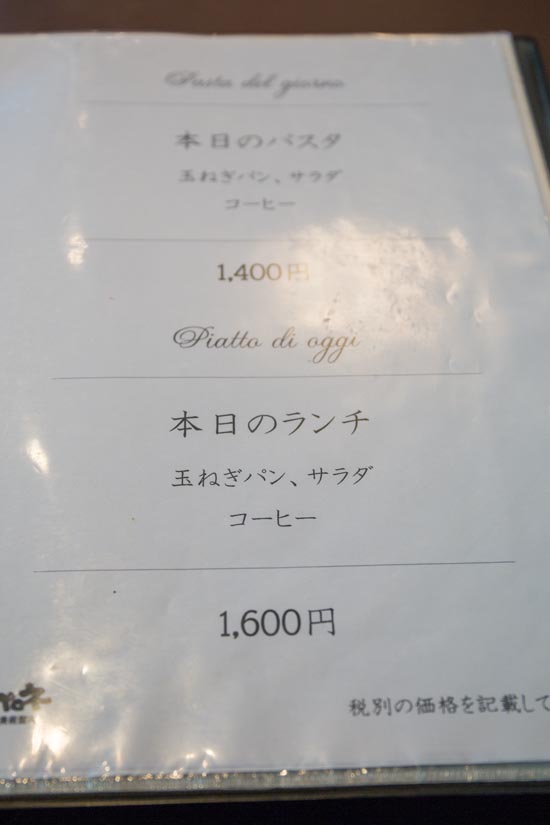 Pasta del giorno
本日のパスタ
玉ねぎパン、サラダ
コーヒー
1,400円
Piatto di oggi
本日のランチ
玉ねぎパン、サラダ
コーヒー
1,600円
税別の価格を記載して